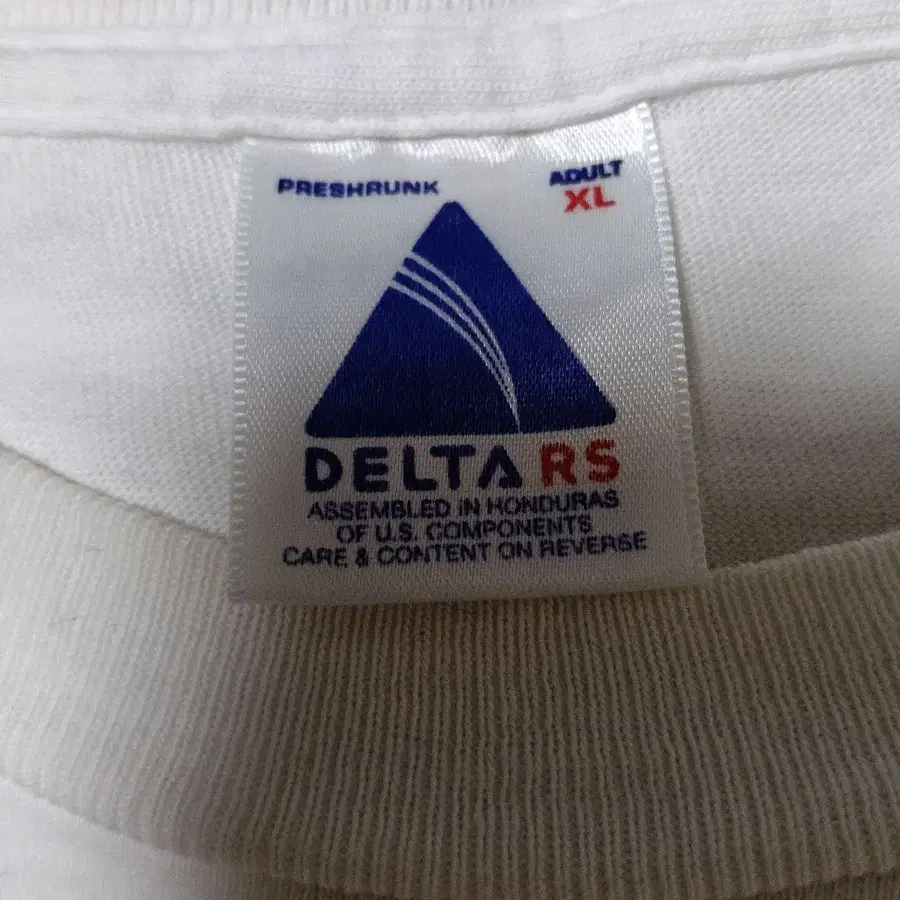 PRESHRUNK
ADULT
XL
DELTA RS
ASSEMBLED IN HONDURAS
OF U.S. COMPONENTS
CARE & CONTENT ON REVERSE